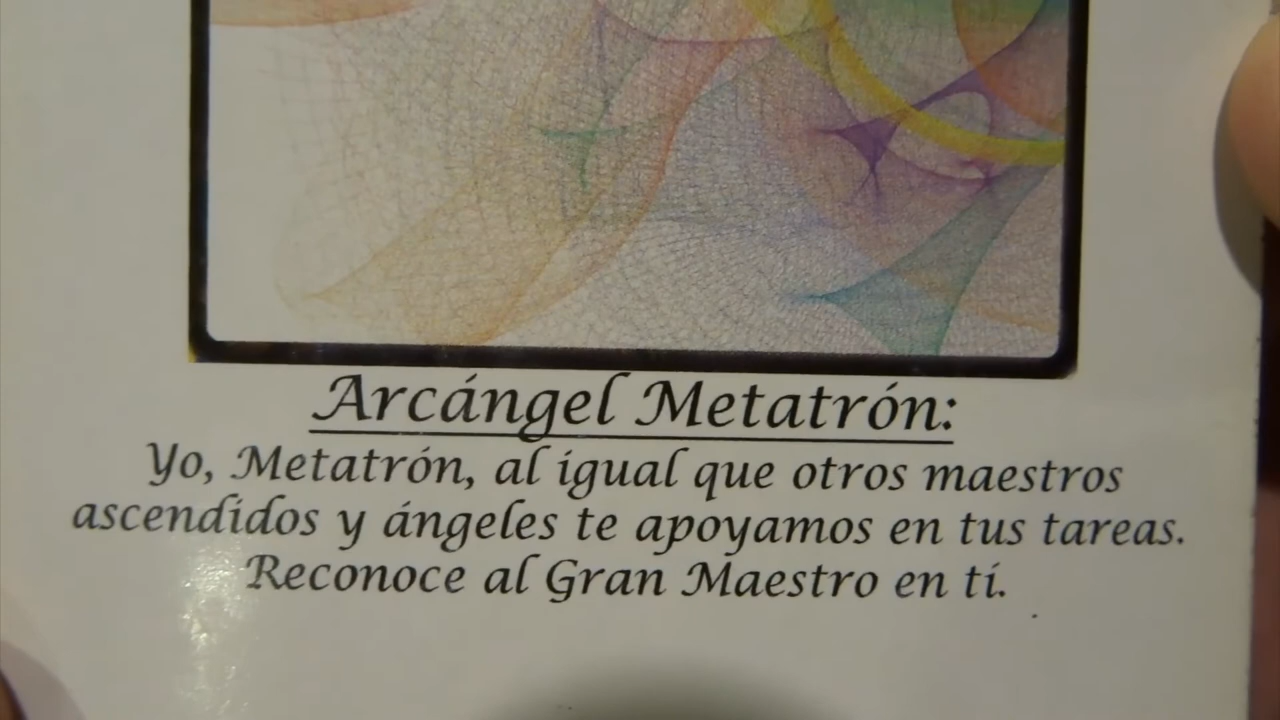 Arcángel Metatrón:
Yo, Metatrón, al igual que otros maestros
ascendidos y ángeles te apoyamos en tus tareas.
Reconoce al Gran Maestro en tí.